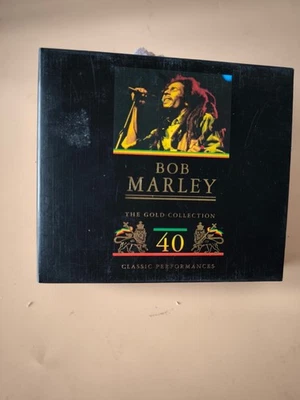 BOB
MARLEY
THE GOLD COLLECTION
40
CLASSIC PERFORMANCES